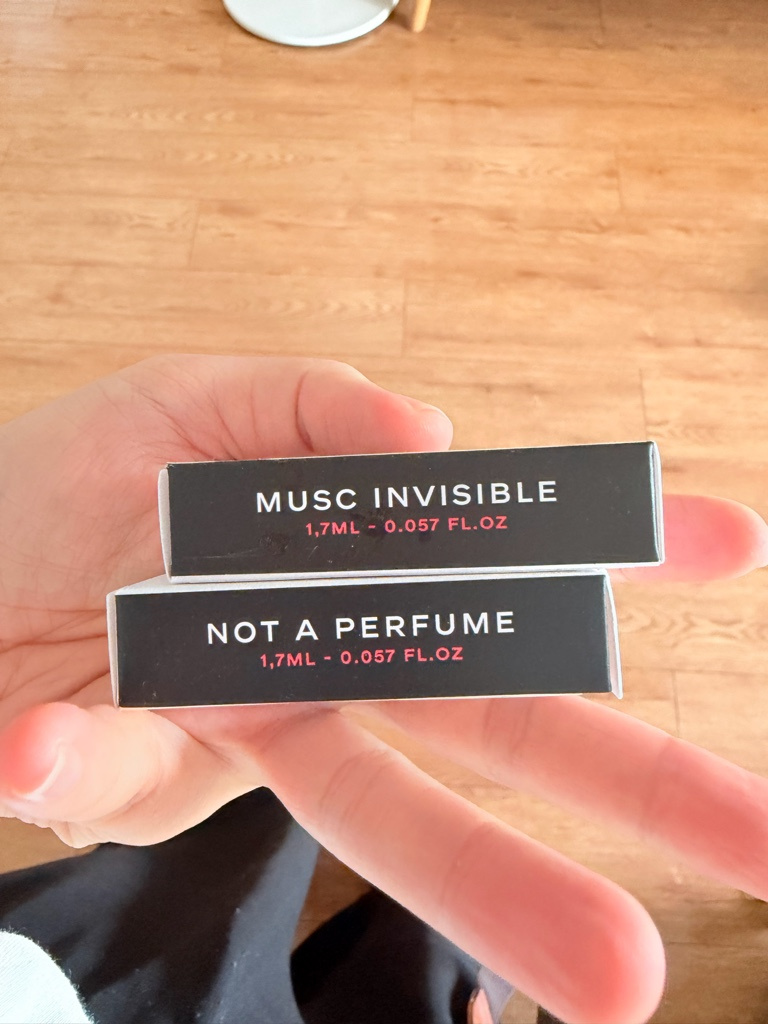 MUSC INVISIBLE
1,7ML - 0.057 FL.OZ
NOT A PERFUME
1,7ML - 0.057 FL.OZ